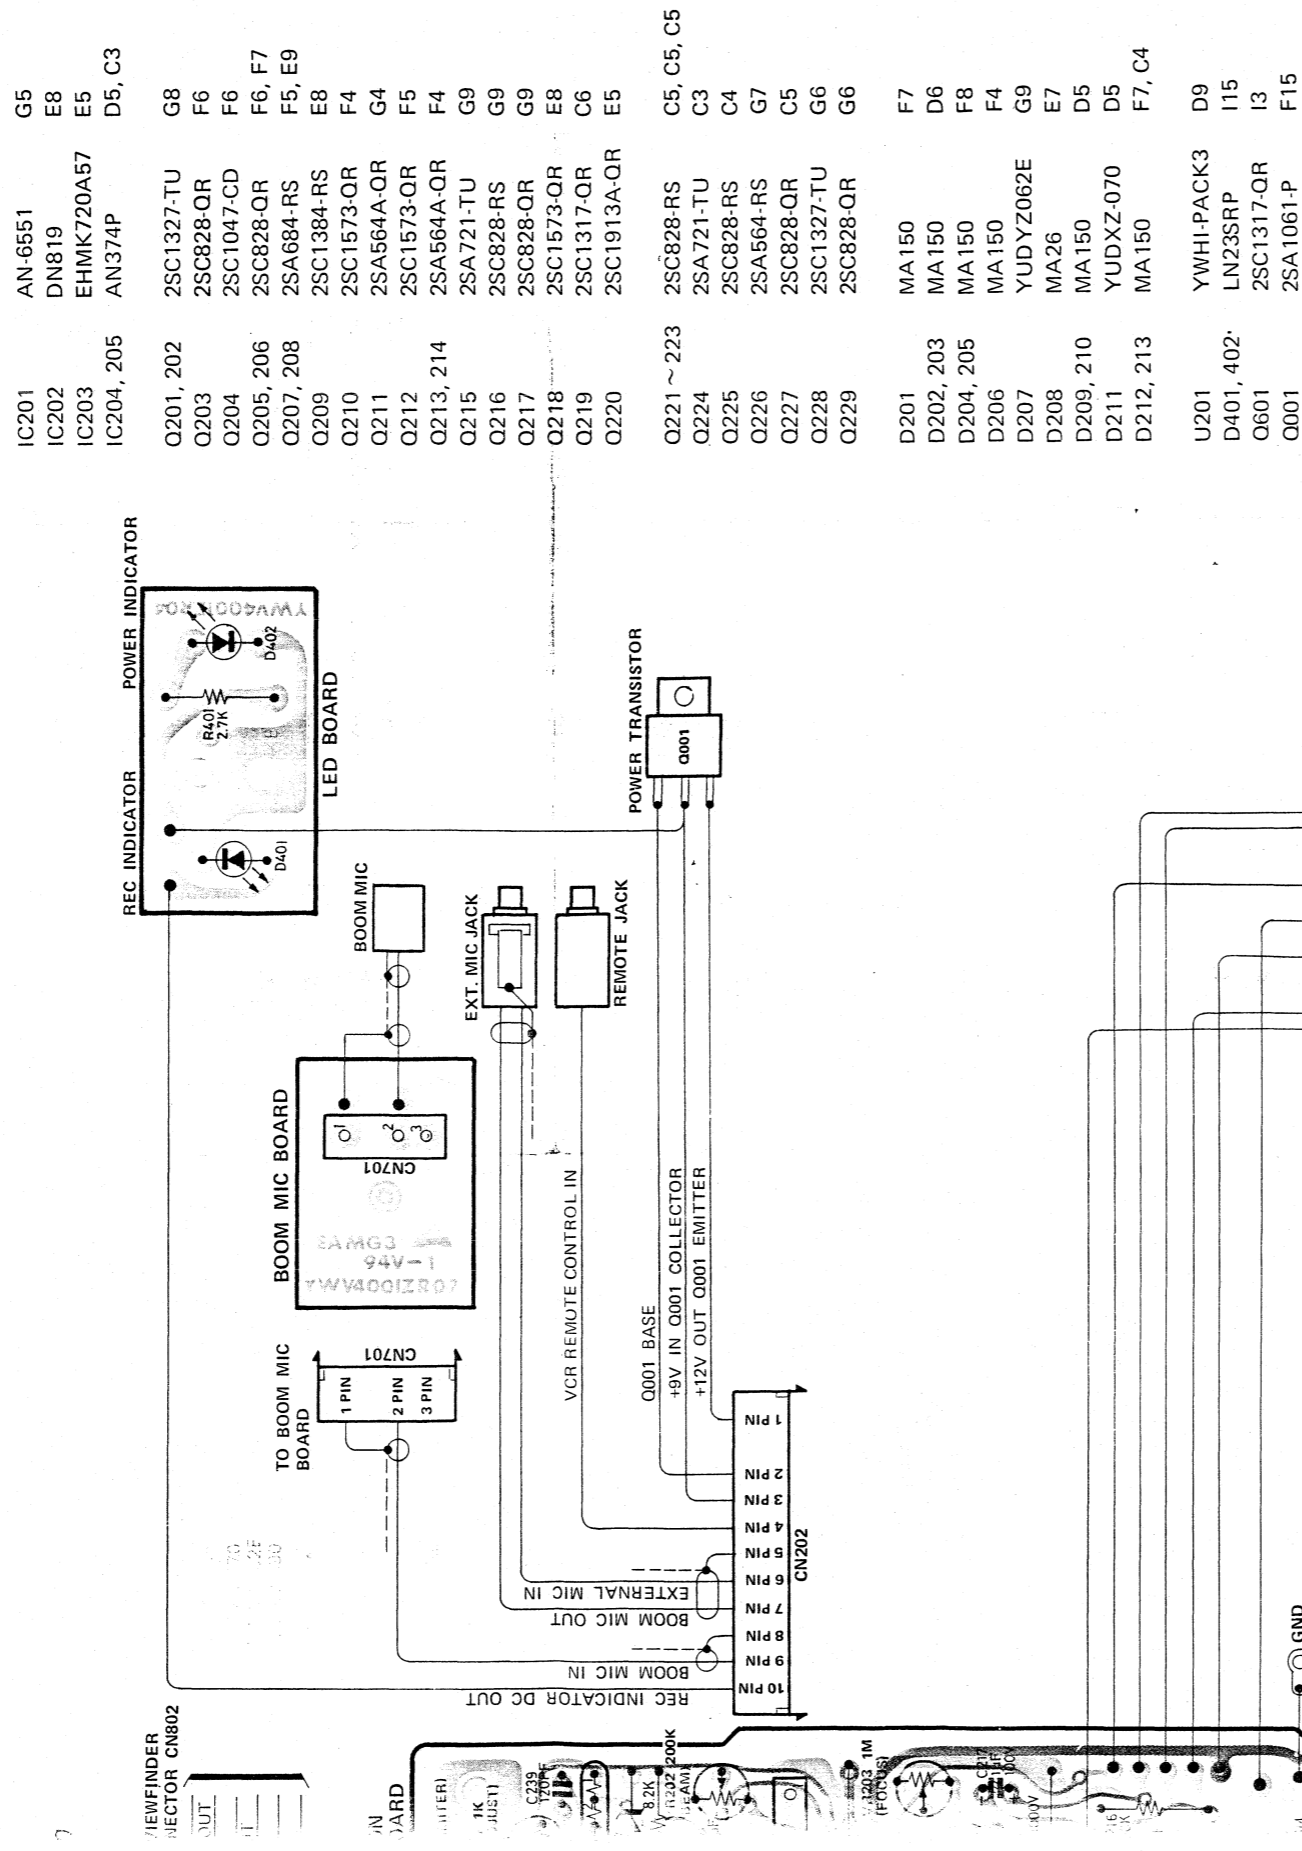 IC201 AN-6551 G5
IC202 DN819 E8
IC203 EHMK720A57 E5
IC204, 205 AN374P D5, C3
Q201, 202 2SC1327-TU G8
Q203 2SC828-QR F6
Q204 2SC1047-CD F6
Q205, 206 2SC828-QR F6, F7
Q207, 208 2SA684-RS F5, E9
Q209 2SC1384-RS E8
Q210 2SC1573-QR F4
Q211 2SA564A-QR G4
Q212 2SC1573-QR F5
Q213, 214 2SA564A-QR F4
Q215 2SA721-TU G9
Q216 2SC828-RS G9
Q217 2SC828-QR G9
Q218 2SC1573-QR E8
Q219 2SC1317-QR C6
Q220 2SC1913A-QR E5
Q221 ~ 223 2SC828-RS C5, C5, C5
Q224 2SA721-TU C3
Q225 2SC828-RS C4
Q226 2SA564-RS G7
Q227 2SC828-QR C5
Q228 2SC1327-TU G6
Q229 2SC828-QR G6
D201 MA150 F7
D202, 203 MA150 D6
D204, 205 MA150 F8
D206 MA150 F4
D207 YUDYZ062E G9
D208 MA26 E7
D209, 210 MA150 D5
D211 YUDXZ-070 D5
D212, 213 MA150 F7, C4
U201 YWHI-PACK3 D9
D401, 402 LN23SRP I15
Q601 2SC1317-QR I3
Q001 2SA1061-P F15
REC INDICATOR
POWER INDICATOR
D402
R401
2.7K
D401
LED BOARD
BOOM MIC
EXT. MIC JACK
REMOTE JACK
POWER TRANSISTOR
Q001
BOOM MIC BOARD
1
2
3
CN701
94V-1
TO BOOM MIC
BOARD
CN701
1 PIN
2 PIN
3 PIN
VCR REMOTE CONTROL IN
Q001 BASE
+9V IN Q001 COLLECTOR
+12V OUT Q001 EMITTER
EXTERNAL MIC IN
BOOM MIC OUT
BOOM MIC IN
REC INDICATOR DC OUT
1 PIN
2 PIN
3 PIN
4 PIN
5 PIN
6 PIN
7 PIN
8 PIN
9 PIN
10 PIN
CN202
CN802
OUT
C239
120PF
8.2K
200K
1M
(FOCUS)
C217
GND